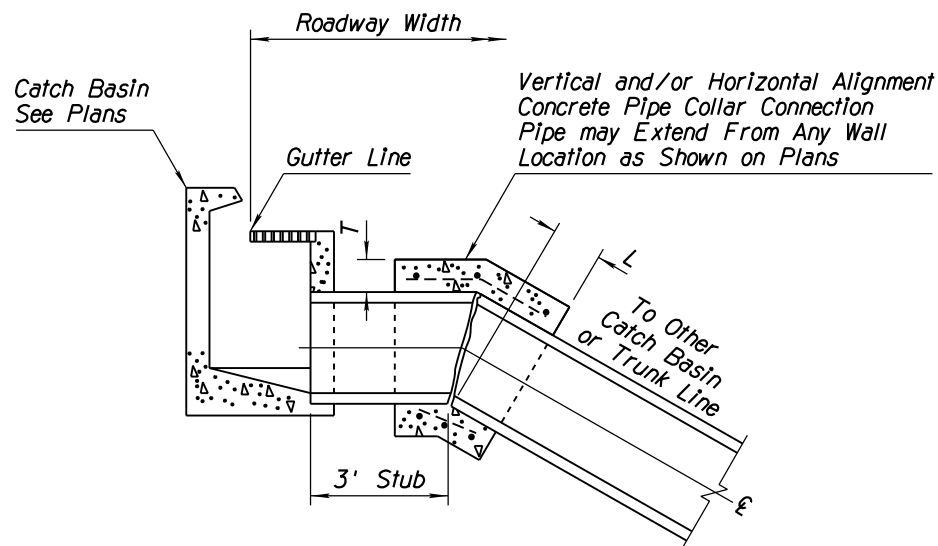 Roadway Width
Catch Basin
See Plans
Vertical and/or Horizontal Alignment
Concrete Pipe Collar Connection
Pipe may Extend From Any Wall
Location as Shown on Plans
Gutter Line
T
L
To Other
Catch Basin
or Trunk Line
3' Stub
℄